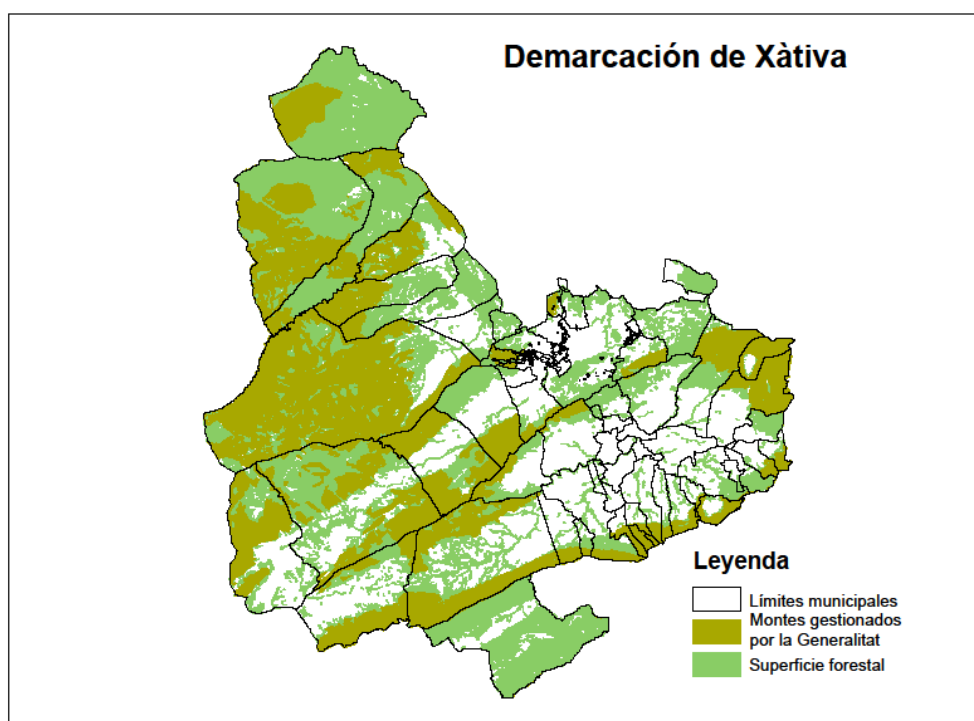 Demarcación de Xàtiva
Leyenda
Límites municipales
Montes gestionados
por la Generalitat
Superficie forestal